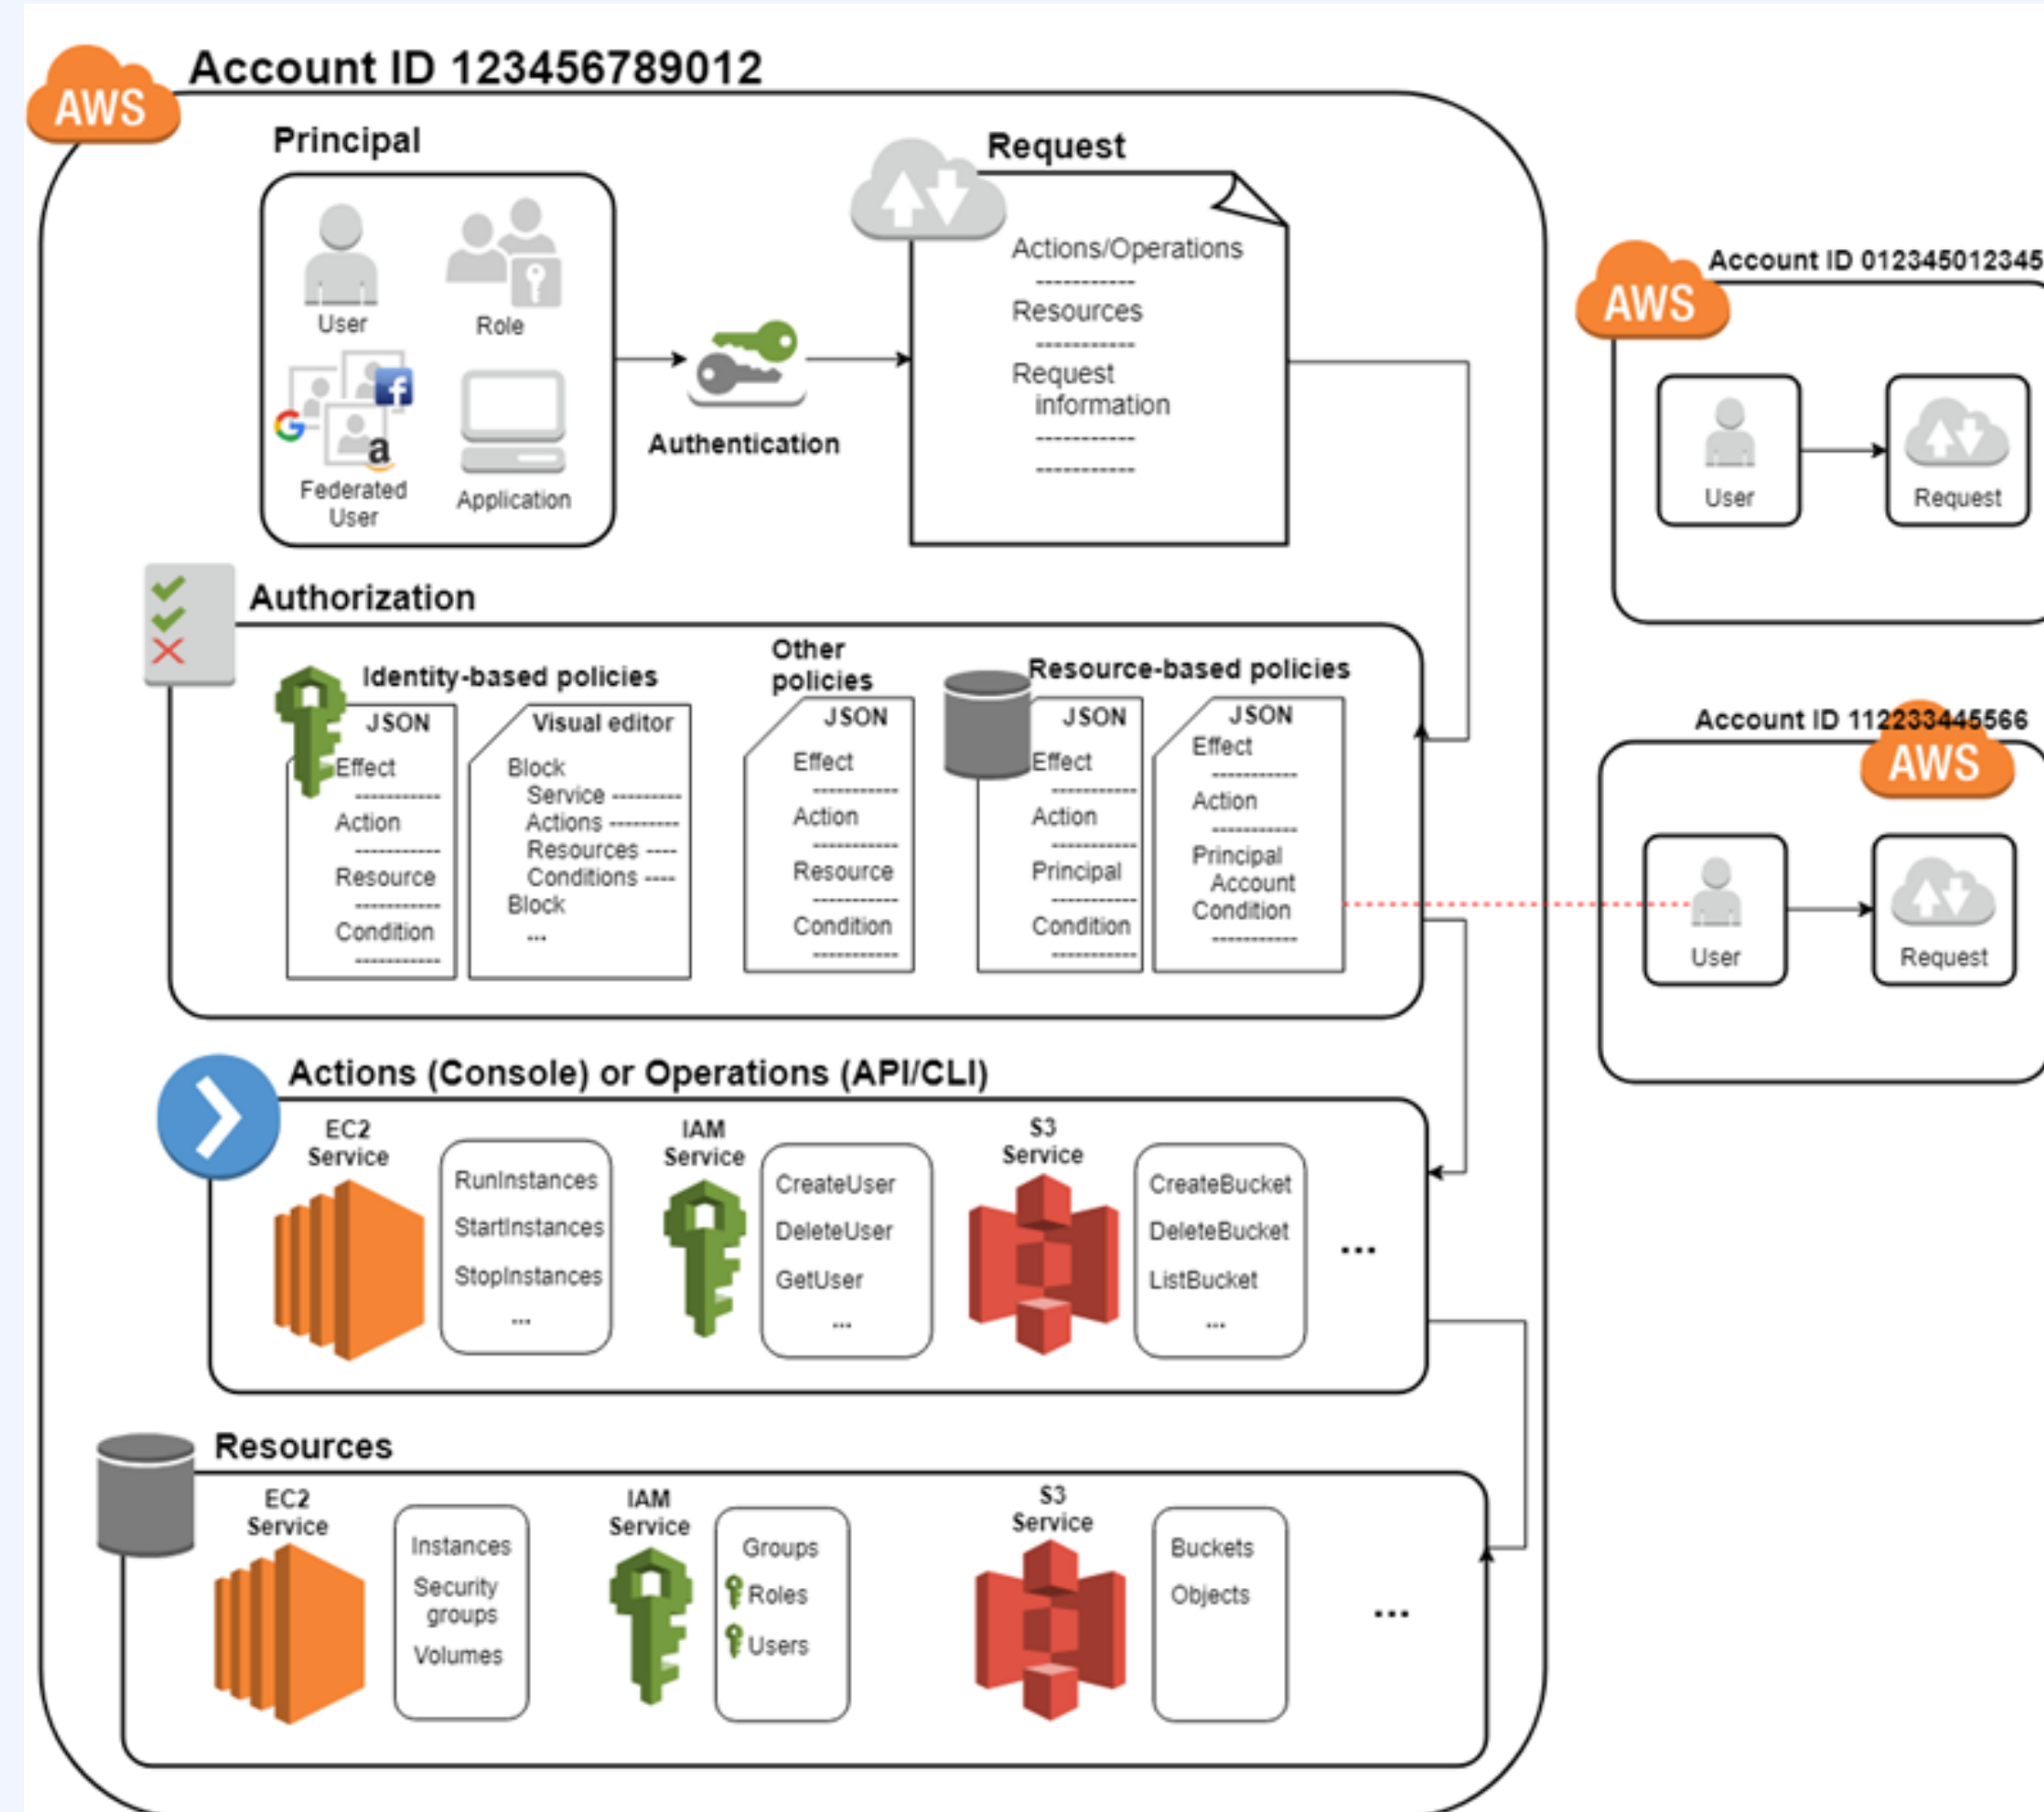 AWS
Account ID 123456789012
Principal
User
Role
Federated
User
Application
Authentication
Request
Actions/Operations
-----------
Resources
-----------
Request
information
-----------
-----------
Authorization
Identity-based policies
JSON
Effect
-----------
Action
-----------
Resource
-----------
Condition
-----------
Visual editor
Block
Service ---------
Actions ---------
Resources ----
Conditions ----
Block
...
Other
policies
JSON
Effect
-----------
Action
-----------
Resource
-----------
Condition
-----------
Resource-based policies
JSON
Effect
-----------
Action
-----------
Principal
-----------
Condition
-----------
JSON
Effect
-----------
Action
-----------
Principal
Account
Condition
-----------
Actions (Console) or Operations (API/CLI)
EC2
Service
RunInstances
StartInstances
StopInstances
...
IAM
Service
CreateUser
DeleteUser
GetUser
...
S3
Service
CreateBucket
DeleteBucket
ListBucket
...
...
Resources
EC2
Service
Instances
Security
groups
Volumes
IAM
Service
Groups
Roles
Users
S3
Service
Buckets
Objects
...
Account ID 012345012345
AWS
User
Request
Account ID 112233445566
AWS
User
Request